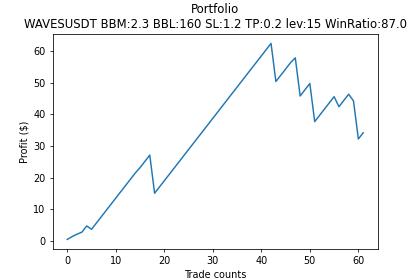 Portfolio
WAVESUSDT BBM:2.3 BBL:160 SL:1.2 TP:0.2 lev:15 WinRatio:87.0
Profit ($)
60
50
40
30
20
10
0
0 10 20 30 40 50 60
Trade counts